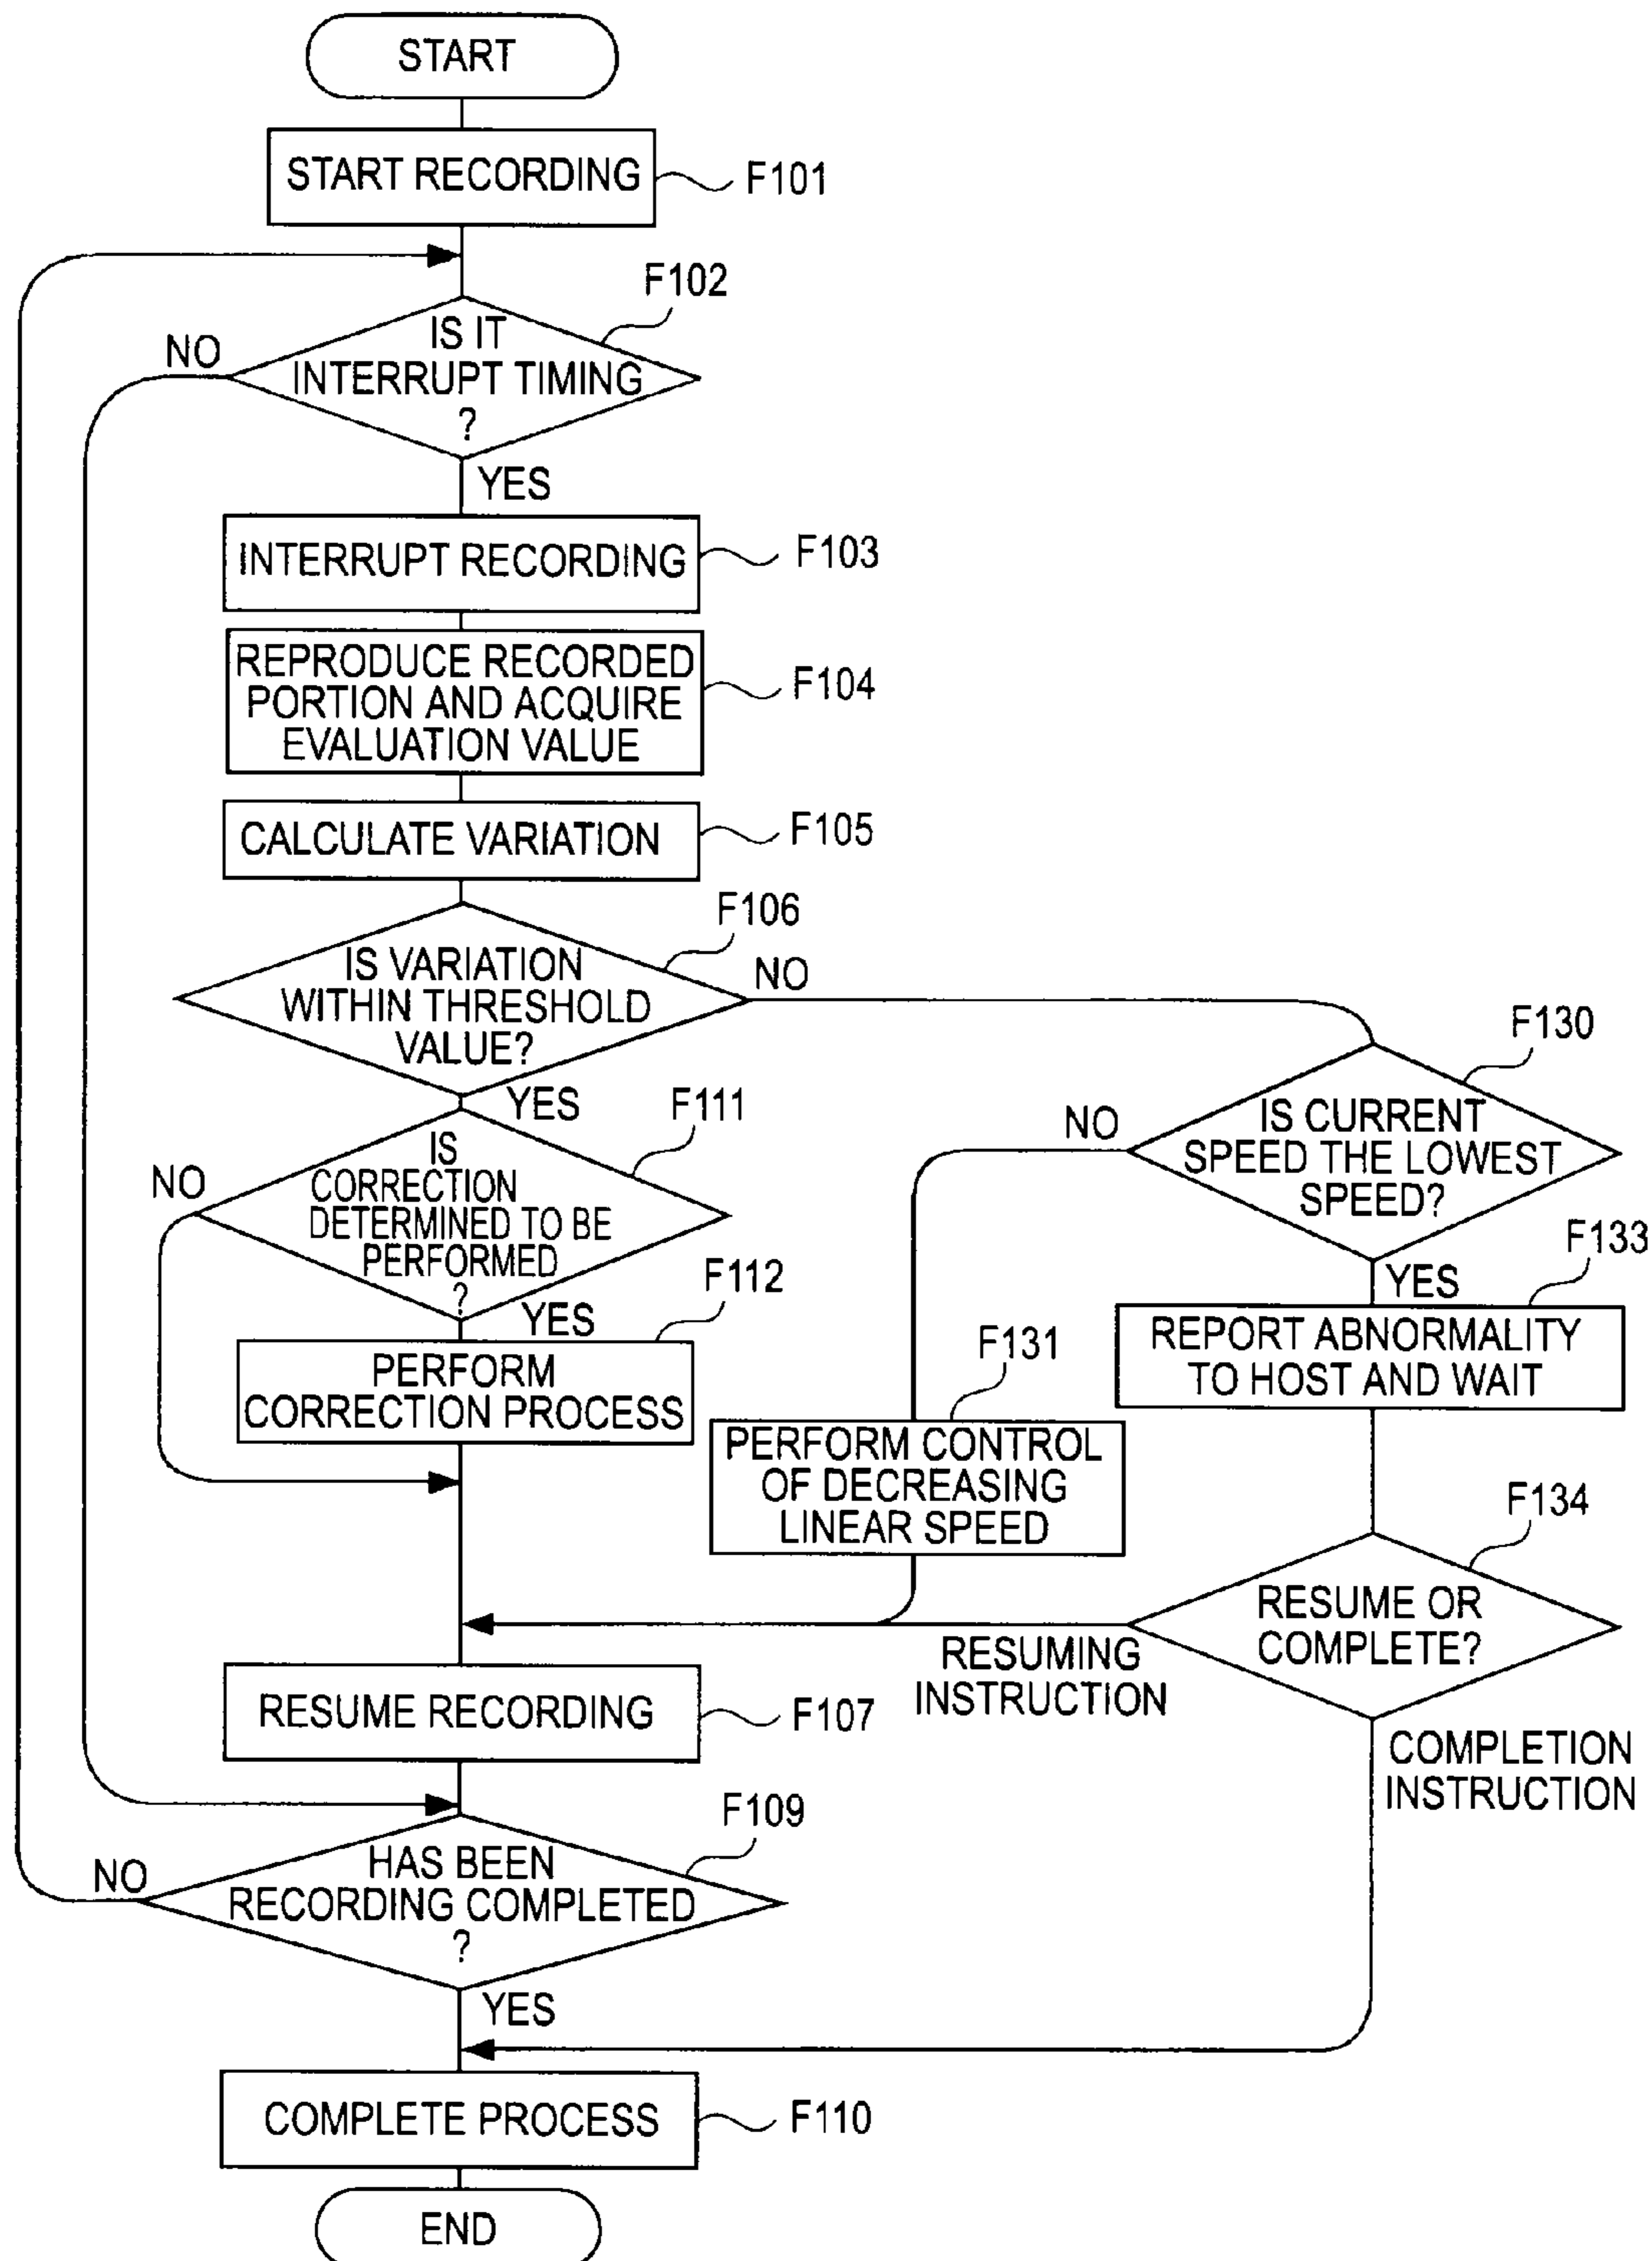 START
START RECORDING
F101
F102
IS IT
INTERRUPT TIMING
?
NO
YES
INTERRUPT RECORDING
F103
REPRODUCE RECORDED
PORTION AND ACQUIRE
EVALUATION VALUE
F104
CALCULATE VARIATION
F105
F106
IS VARIATION
WITHIN THRESHOLD
VALUE?
NO
YES
F130
IS CURRENT
SPEED THE LOWEST
SPEED?
NO
YES
F111
IS
CORRECTION
DETERMINED TO BE
PERFORMED
?
NO
YES
F112
PERFORM
CORRECTION PROCESS
F131
PERFORM CONTROL
OF DECREASING
LINEAR SPEED
F133
REPORT ABNORMALITY
TO HOST AND WAIT
F134
RESUME OR
COMPLETE?
RESUMING
INSTRUCTION
COMPLETION
INSTRUCTION
RESUME RECORDING
F107
F109
HAS BEEN
RECORDING COMPLETED
?
NO
YES
COMPLETE PROCESS
F110
END